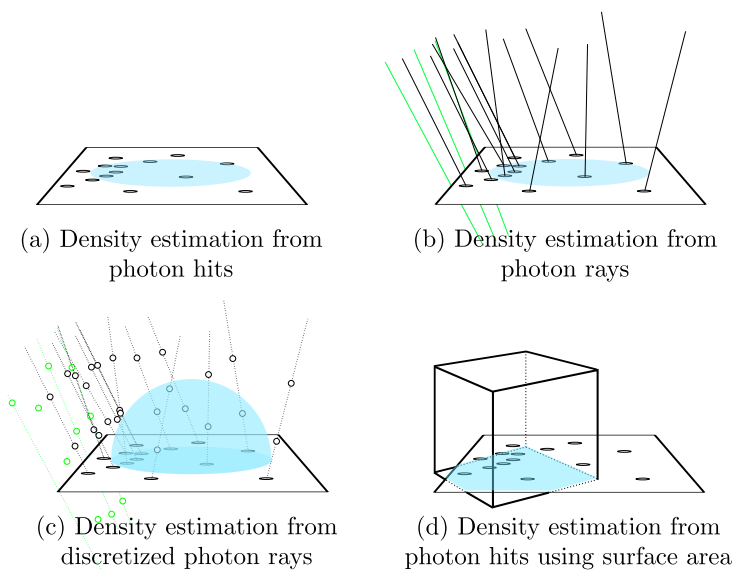 (a) Density estimation from
photon hits
(b) Density estimation from
photon rays
(c) Density estimation from
discretized photon rays
(d) Density estimation from
photon hits using surface area